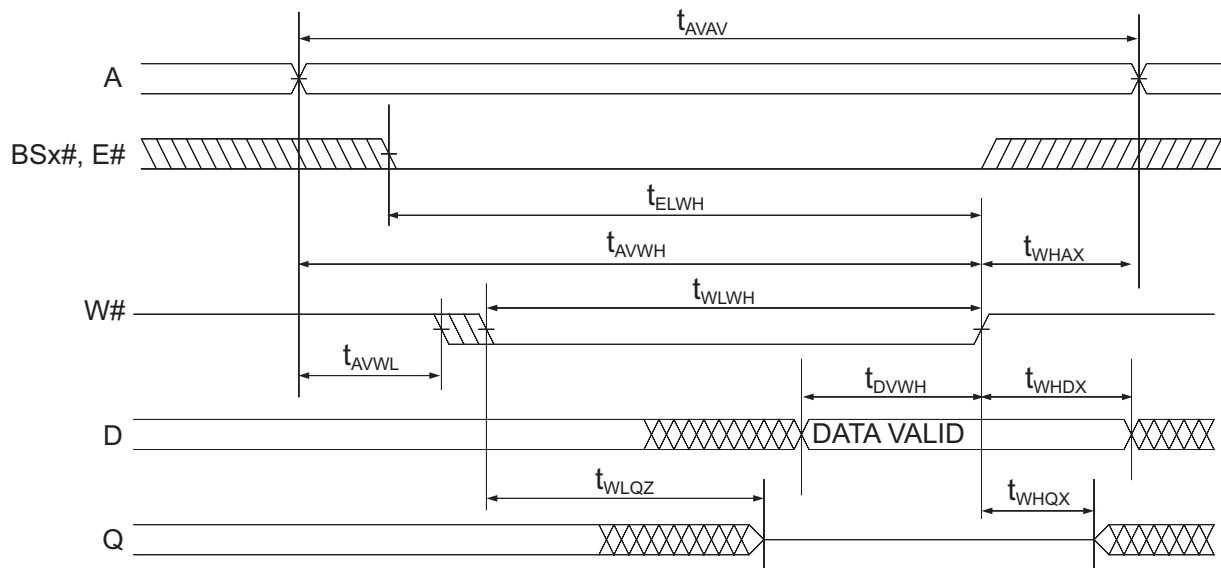 tAVAV
A
BSx#, E#
tELWH
tAVWH
tWHAX
tWLWH
W#
tAVWL
tDVWH
tWHDX
D
DATA VALID
tWLQZ
tWHQX
Q